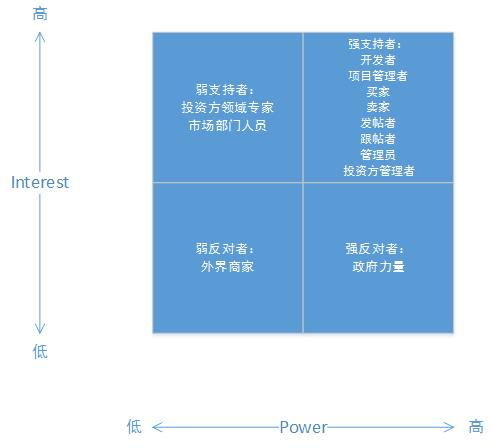 高
强支持者：
开发者
项目管理者
买家
卖家
发帖者
跟帖者
管理员
投资方管理者
弱支持者：
投资方领域专家
市场部门人员
Interest
弱反对者：
外界商家
强反对者：
政府力量
低
低
Power
高